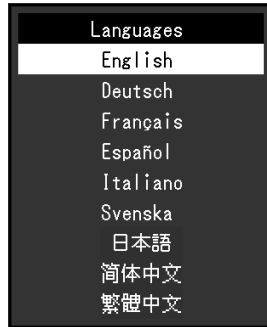 Languages
English
Deutsch
Français
Español
Italiano
Svenska
日本語
简体中文
繁體中文